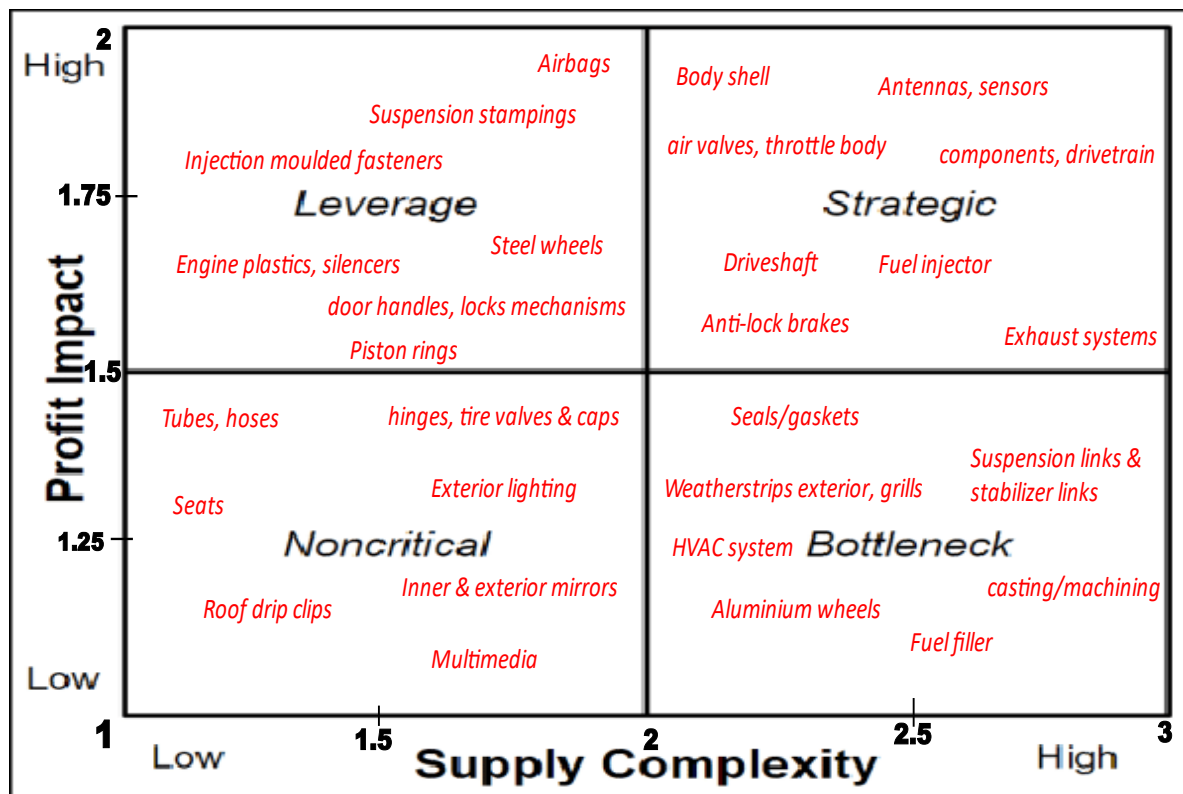 2
High
Airbags
Body shell
Antennas, sensors
Suspension stampings
air valves, throttle body
components, drivetrain
Injection moulded fasteners
1.75
Leverage
Strategic
Steel wheels
Engine plastics, silencers
Driveshaft
Fuel injector
door handles, locks mechanisms
Anti-lock brakes
Exhaust systems
Piston rings
1.5
Profit Impact
Tubes, hoses
hinges, tire valves & caps
Seals/gaskets
Suspension links &
stabilizer links
Exterior lighting
Weatherstrips exterior, grills
Seats
1.25
Noncritical
HVAC system
Bottleneck
Inner & exterior mirrors
casting/machining
Roof drip clips
Aluminium wheels
Fuel filler
Multimedia
Low
1
1.5
2
2.5
3
Low
Supply Complexity
High